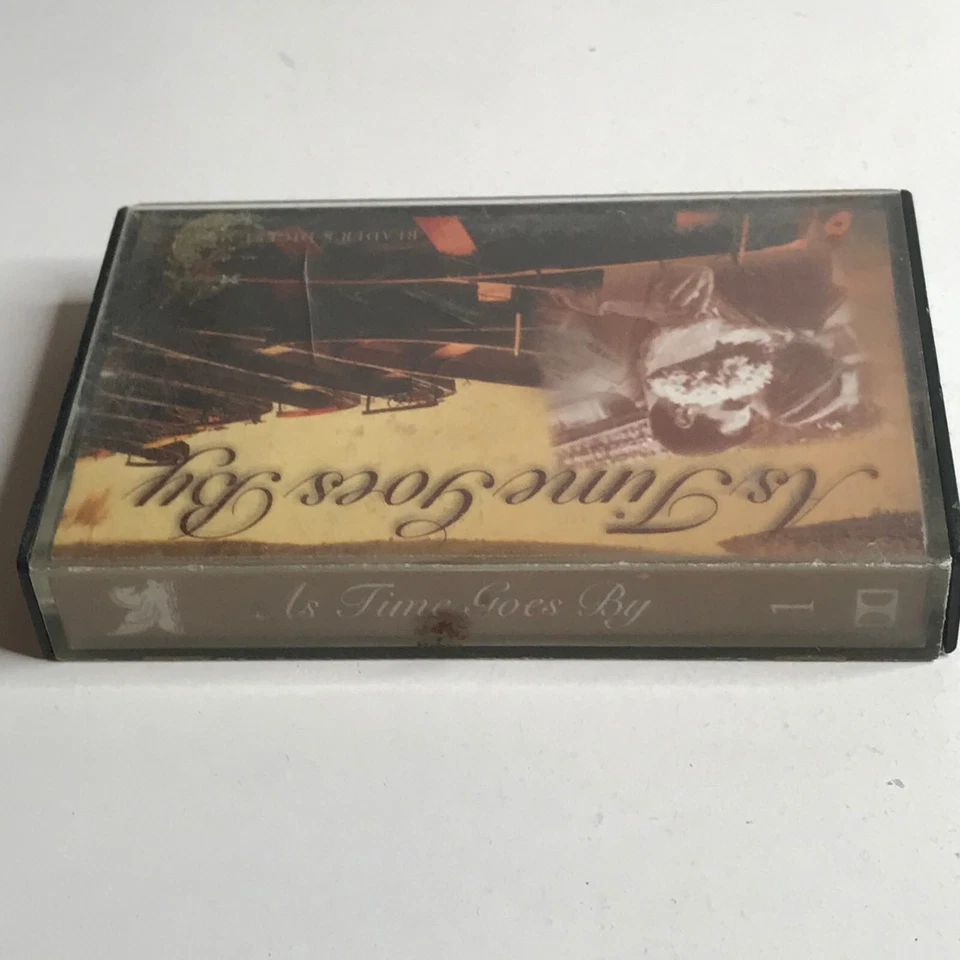 As Time Goes By
READER'S DIGEST
As Time Goes By
1